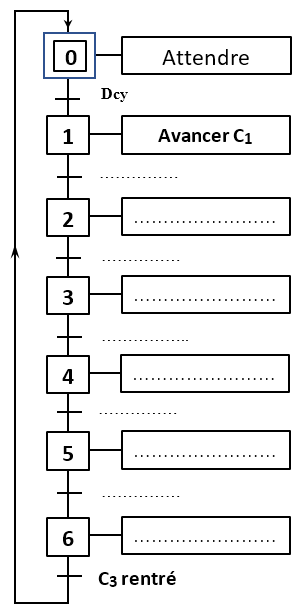 0 Attendre
Dcy
1 Avancer C₁
....................
2 ........................
....................
3 ........................
......................
4 ........................
....................
5 ........................
....................
6 ........................
C₃ rentré